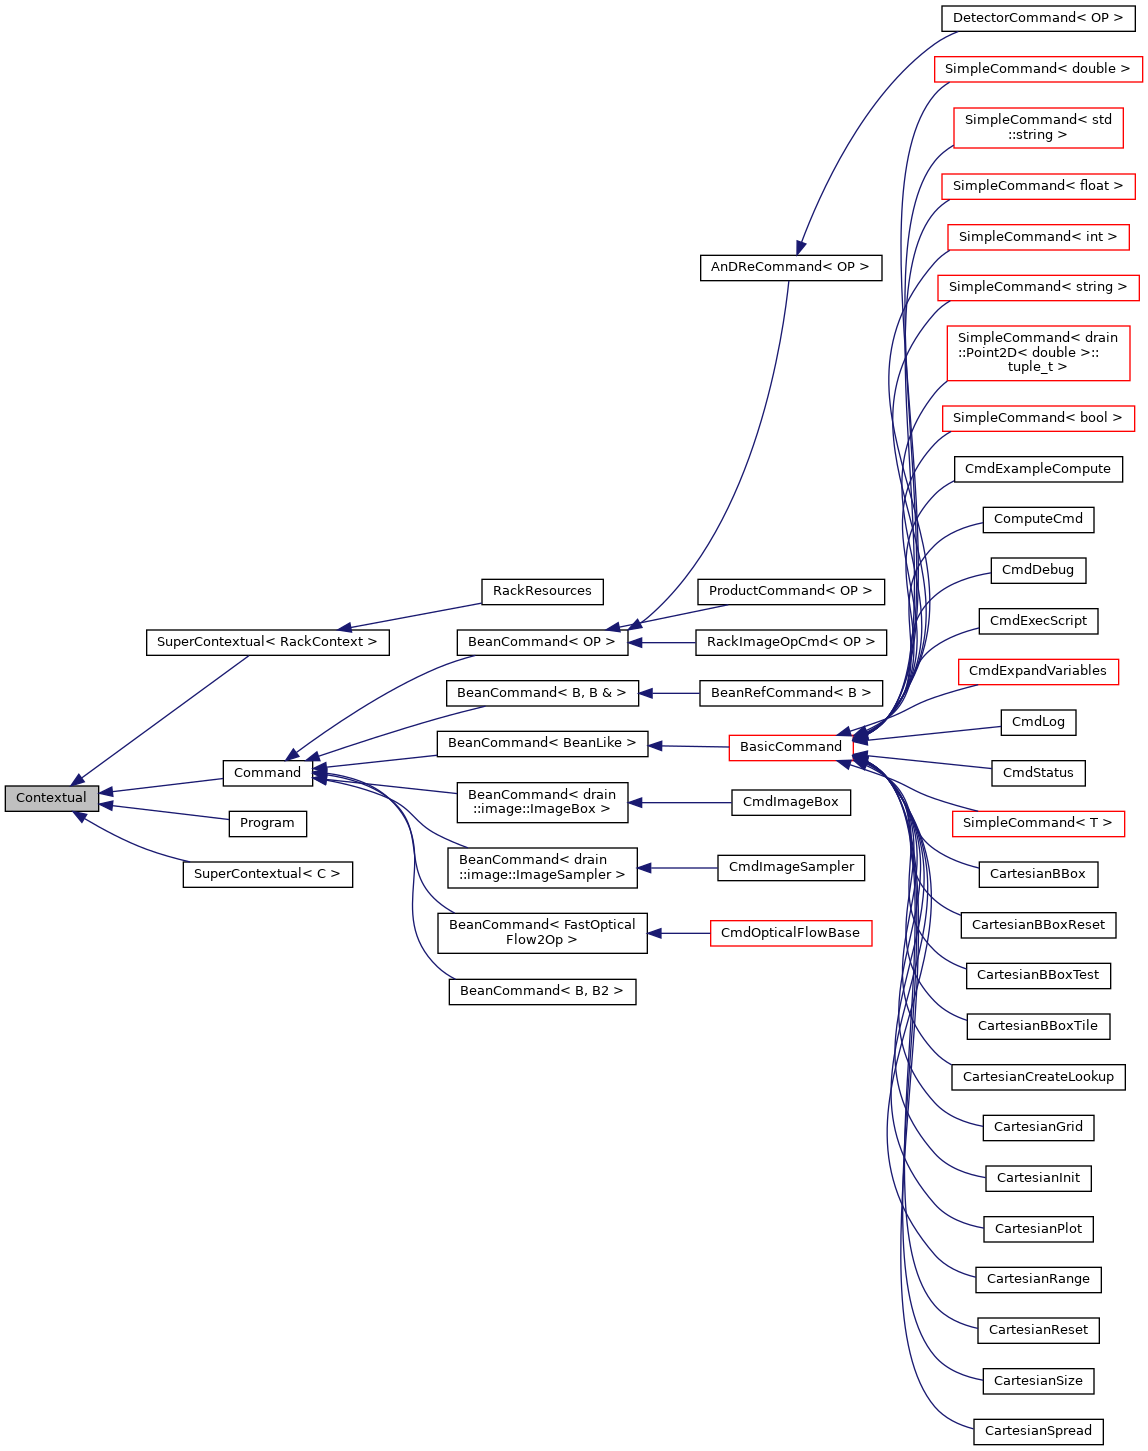 DetectorCommand< OP >
SimpleCommand< double >
SimpleCommand< std
::string >
SimpleCommand< float >
SimpleCommand< int >
AnDReCommand< OP >
SimpleCommand< string >
SimpleCommand< drain
::Point2D< double >::
tuple_t >
SimpleCommand< bool >
CmdExampleCompute
ComputeCmd
CmdDebug
RackResources
ProductCommand< OP >
CmdExecScript
SuperContextual< RackContext >
BeanCommand< OP >
RackImageOpCmd< OP >
CmdExpandVariables
BeanCommand< B, B & >
BeanRefCommand< B >
CmdLog
BeanCommand< BeanLike >
BasicCommand
Command
CmdStatus
Contextual
BeanCommand< drain
::image::ImageBox >
CmdImageBox
Program
SimpleCommand< T >
SuperContextual< C >
BeanCommand< drain
::image::ImageSampler >
CmdImageSampler
CartesianBBox
BeanCommand< FastOptical
Flow2Op >
CmdOpticalFlowBase
CartesianBBoxReset
BeanCommand< B, B2 >
CartesianBBoxTest
CartesianBBoxTile
CartesianCreateLookup
CartesianGrid
CartesianInit
CartesianPlot
CartesianRange
CartesianReset
CartesianSize
CartesianSpread